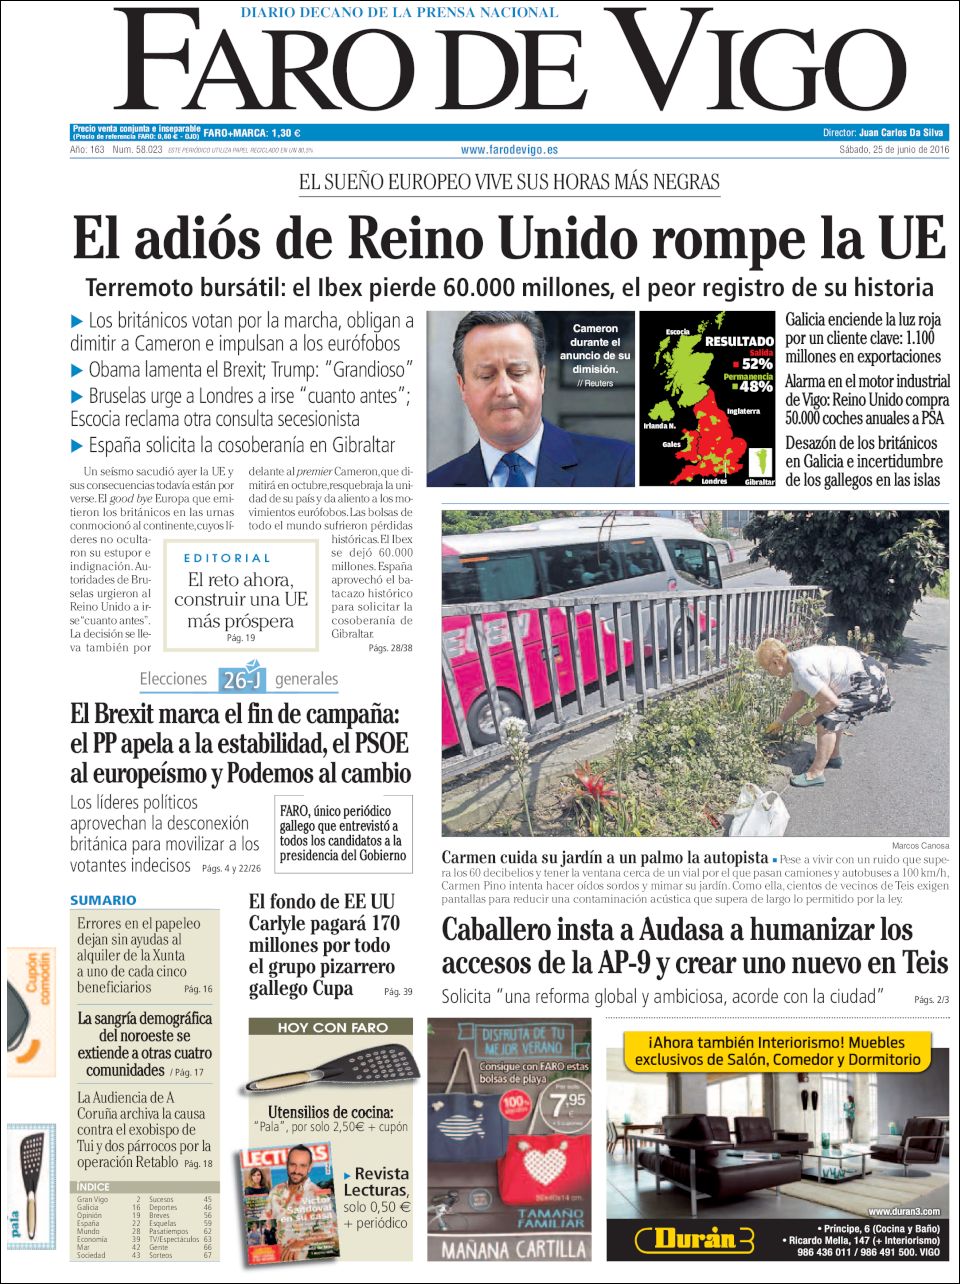 DIARIO DECANO DE LA PRENSA NACIONAL
FARO DE VIGO
Precio venta conjunta e inseparable
(Precio de referencia FARO: 0,60 € - OJD)
FARO+MARCA: 1,30 €
Director: Juan Carlos Da Silva
Año: 163 Num. 58.023 ESTE PERIÓDICO UTILIZA PAPEL RECICLADO EN UN 80,5%
www.farodevigo.es
Sábado, 25 de junio de 2016
EL SUEÑO EUROPEO VIVE SUS HORAS MÁS NEGRAS
El adiós de Reino Unido rompe la UE
Terremoto bursátil: el Ibex pierde 60.000 millones, el peor registro de su historia
Los británicos votan por la marcha, obligan a
dimitir a Cameron e impulsan a los eurófobos
Obama lamenta el Brexit; Trump: “Grandioso”
Bruselas urge a Londres a irse “cuanto antes”;
Escocia reclama otra consulta secesionista
España solicita la cosoberanía en Gibraltar
Un seísmo sacudió ayer la UE y
sus consecuencias todavía están por
verse. El good bye Europa que emi-
tieron los británicos en las urnas
conmocionó al continente, cuyos lí-
deres no oculta-
ron su estupor e
indignación. Au-
toridades de Bru-
selas urgieron al
Reino Unido a ir-
se “cuanto antes”.
La decisión se lle-
va también por
delante al premier Cameron, que di-
mitirá en octubre, resquebraja la uni-
dad de su país y da aliento a los mo-
vimientos eurófobos. Las bolsas de
todo el mundo sufrieron pérdidas
históricas. El Ibex
se dejó 60.000
millones. España
aprovechó el ba-
tacazo histórico
para solicitar la
cosoberanía de
Gibraltar.
Págs. 28/38
EDITORIAL
El reto ahora,
construir una UE
más próspera
Pág. 19
Cameron
durante el
anuncio de su
dimisión.
// Reuters
Escocia
RESULTADO
Salida
52%
Permanencia
48%
Inglaterra
Irlanda N.
Gales
Londres
Gibraltar
Galicia enciende la luz roja
por un cliente clave: 1.100
millones en exportaciones
Alarma en el motor industrial
de Vigo: Reino Unido compra
50.000 coches anuales a PSA
Desazón de los británicos
en Galicia e incertidumbre
de los gallegos en las islas
Elecciones 26-J generales
El Brexit marca el fin de campaña:
el PP apela a la estabilidad, el PSOE
al europeísmo y Podemos al cambio
Los líderes políticos
aprovechan la desconexión
británica para movilizar a los
votantes indecisos Págs. 4 y 22/26
FARO, único periódico
gallego que entrevistó a
todos los candidatos a la
presidencia del Gobierno
Marcos Canosa
Carmen cuida su jardín a un palmo la autopista Pese a vivir con un ruido que supe-
ra los 60 decibelios y tener la ventana cerca de un vial por el que pasan camiones y autobuses a 100 km/h,
Carmen Pino intenta hacer oídos sordos y mimar su jardín. Como ella, cientos de vecinos de Teis exigen
pantallas para reducir una contaminación acústica que supera de largo lo permitido por la ley.
Caballero insta a Audasa a humanizar los
accesos de la AP-9 y crear uno nuevo en Teis
Solicita “una reforma global y ambiciosa, acorde con la ciudad” Págs. 2/3
SUMARIO
Errores en el papeleo
dejan sin ayudas al
alquiler de la Xunta
a uno de cada cinco
beneficiarios Pág. 16
La sangría demográfica
del noroeste se
extiende a otras cuatro
comunidades / Pág. 17
La Audiencia de A
Coruña archiva la causa
contra el exobispo de
Tui y dos párrocos por la
operación Retablo Pág. 18
ÍNDICE
Gran Vigo 2 Sucesos 45
Galicia 16 Deportes 46
Opinión 19 Breves 56
España 22 Esquelas 59
Mundo 28 Pasatiempos 62
Economía 39 TV/Espectáculos 63
Mar 42 Gente 66
Sociedad 43 Sorteos 67
El fondo de EE UU
Carlyle pagará 170
millones por todo
el grupo pizarrero
gallego Cupa Pág. 39
HOY CON FARO
Utensilios de cocina:
“Pala”, por solo 2,50€ + cupón
LECTURAS
Víctor
Sandoval
en su casa
Revista
Lecturas,
solo 0,50 €
+ periódico
Cupón
comodín
pala
DISFRUTA DE TU
MEJOR VERANO
Consigue con FARO estas
bolsas de playa
100%
Por solo
7,95€
50x40x14 cm.
TAMAÑO
FAMILIAR
MAÑANA CARTILLA
¡Ahora también Interiorismo! Muebles
exclusivos de Salón, Comedor y Dormitorio
www.duran3.com
Durán3
• Príncipe, 6 (Cocina y Baño)
• Ricardo Mella, 147 (+ Interiorismo)
986 436 011 / 986 491 500. VIGO